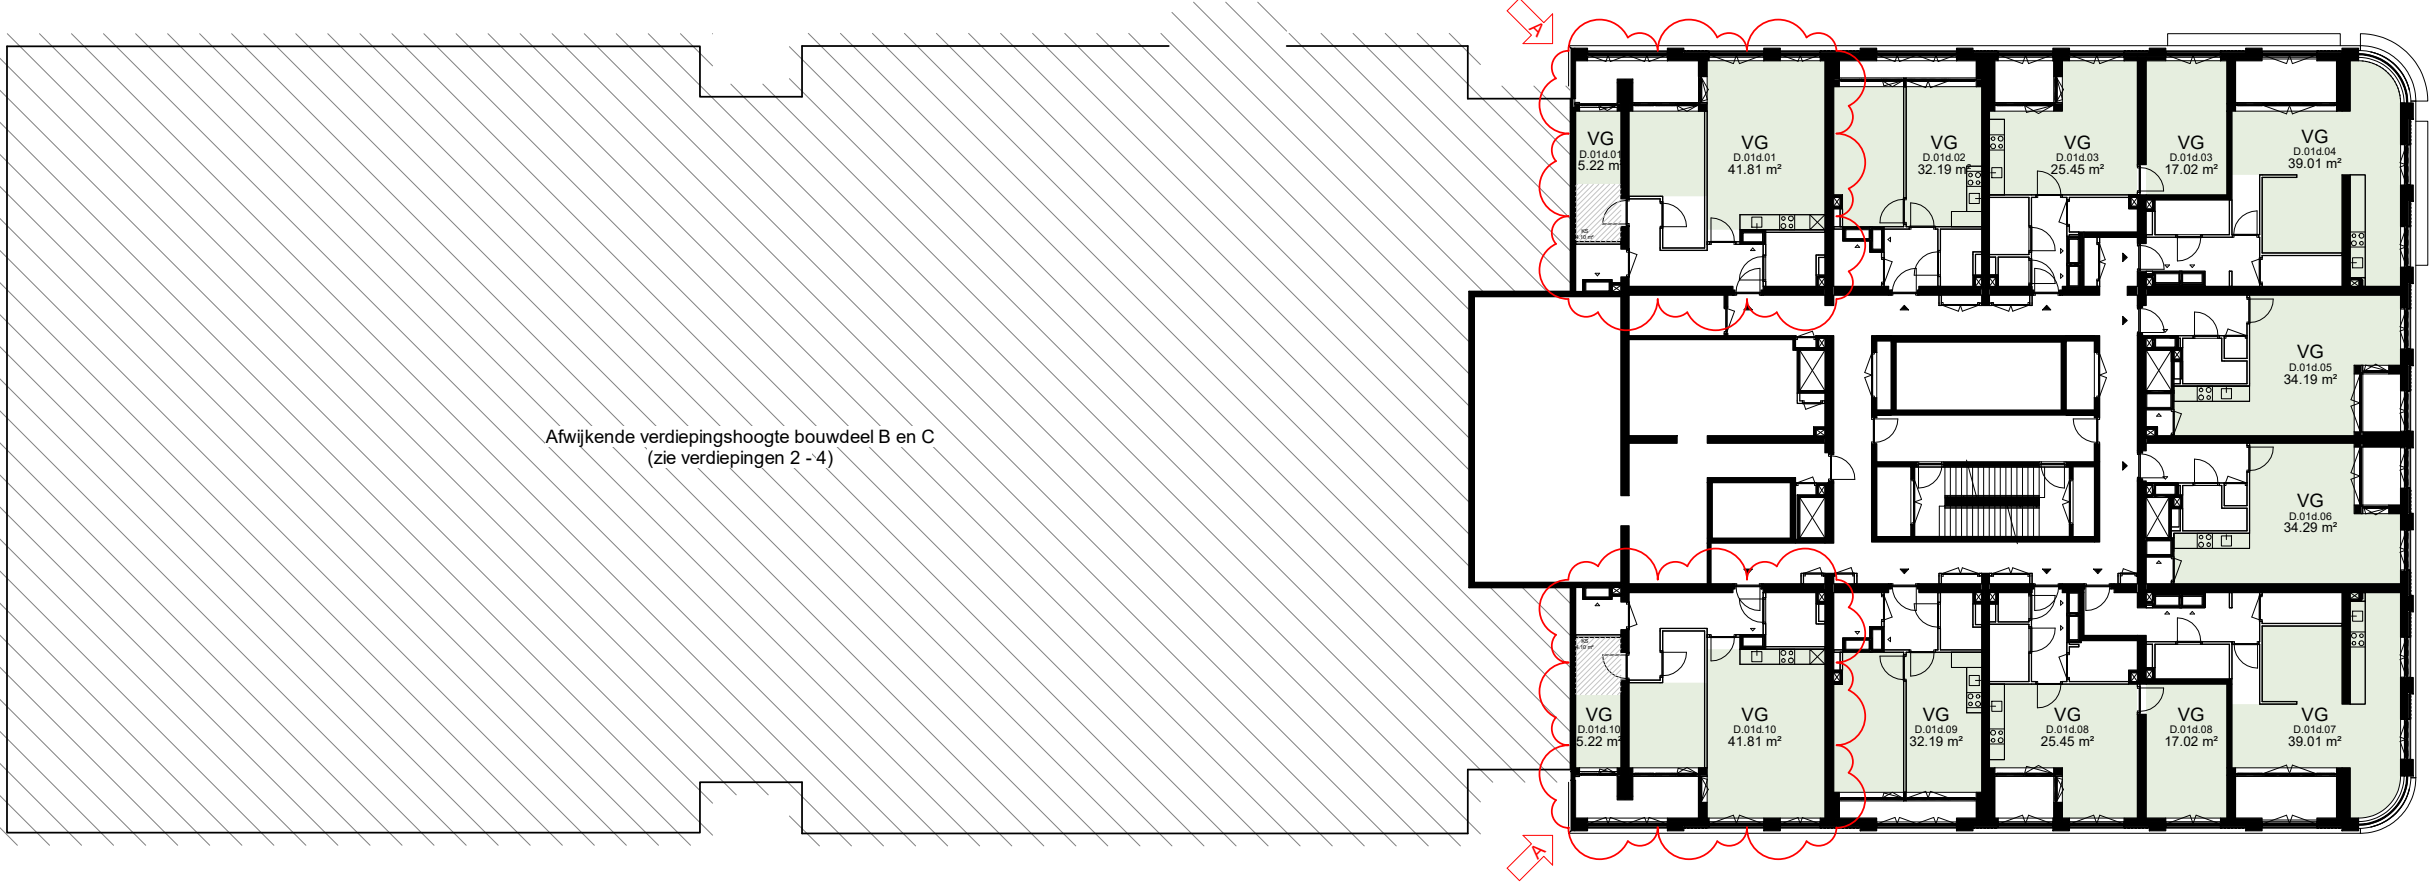 A
VG
D.01d.01
5.22 m²
VG
D.01d.01
41.81 m²
VG
D.01d.02
32.19 m²
VG
D.01d.03
25.45 m²
VG
D.01d.03
17.02 m²
VG
D.01d.04
39.01 m²
VG
D.01d.05
34.19 m²
Afwijkende verdiepingshoogte bouwdeel B en C
(zie verdiepingen 2 - 4)
VG
D.01d.06
34.29 m²
VG
D.01d.10
5.22 m²
VG
D.01d.10
41.81 m²
VG
D.01d.09
32.19 m²
VG
D.01d.08
25.45 m²
VG
D.01d.08
17.02 m²
VG
D.01d.07
39.01 m²
A